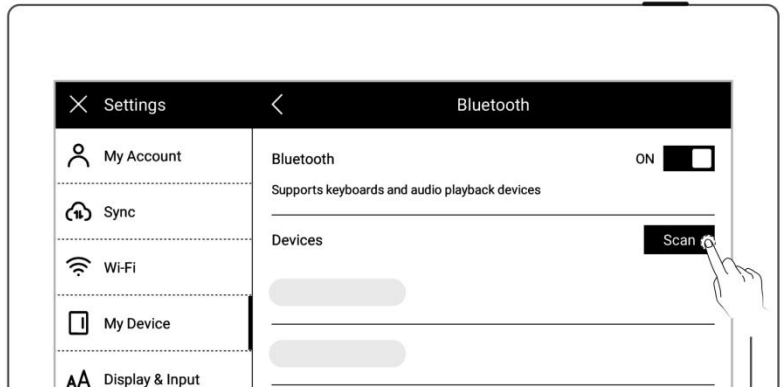 Settings
Bluetooth
My Account
Bluetooth
ON
Supports keyboards and audio playback devices
Sync
Devices
Scan
Wi-Fi
My Device
Display & Input